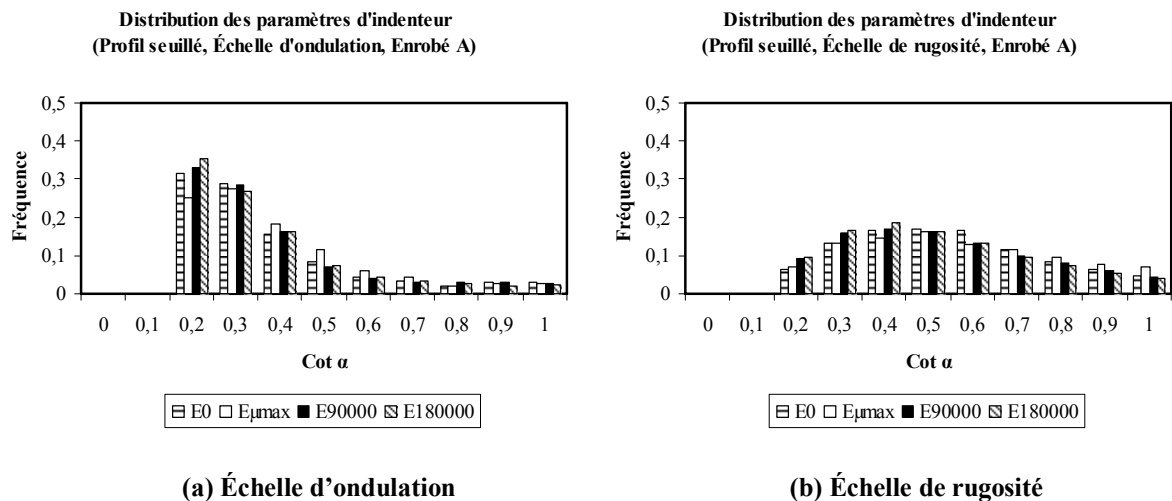 Distribution des paramètres d'indenteur
(Profil seuillé, Échelle d'ondulation, Enrobé A)
0,5
0,4
0,3
0,2
0,1
0
Fréquence
0 0,1 0,2 0,3 0,4 0,5 0,6 0,7 0,8 0,9 1
Cot α
E0 Eμmax E90000 E180000
(a) Échelle d’ondulation
Distribution des paramètres d'indenteur
(Profil seuillé, Échelle de rugosité, Enrobé A)
0,5
0,4
0,3
0,2
0,1
0
Fréquence
0 0,1 0,2 0,3 0,4 0,5 0,6 0,7 0,8 0,9 1
Cot α
E0 Eμmax E90000 E180000
(b) Échelle de rugosité